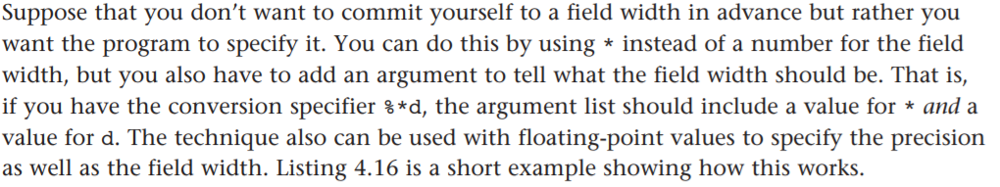 Suppose that you don’t want to commit yourself to a field width in advance but rather you
want the program to specify it. You can do this by using * instead of a number for the field
width, but you also have to add an argument to tell what the field width should be. That is,
if you have the conversion specifier %*d, the argument list should include a value for * and a
value for d. The technique also can be used with floating-point values to specify the precision
as well as the field width. Listing 4.16 is a short example showing how this works.